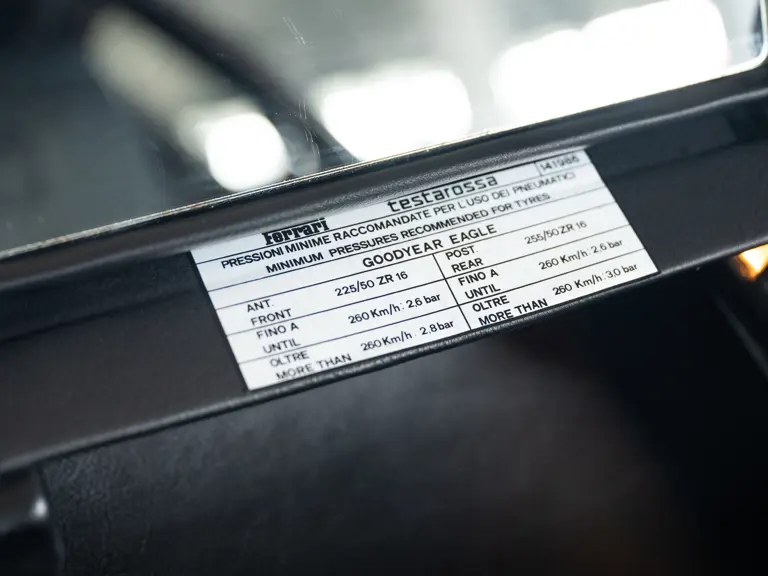 Ferrari testarossa 141986
PRESSIONI MINIME RACCOMANDATE PER L'USO DEI PNEUMATICI
MINIMUM PRESSURES RECOMMENDED FOR TYRES
GOODYEAR EAGLE
ANT.
FRONT 225/50 ZR 16
POST.
REAR 255/50 ZR 16
FINO A
UNTIL 260 Km/h: 2.6 bar
FINO A
UNTIL 260 Km/h: 2.6 bar
OLTRE
MORE THAN 260 Km/h: 2.8 bar
OLTRE
MORE THAN 260 Km/h: 3.0 bar